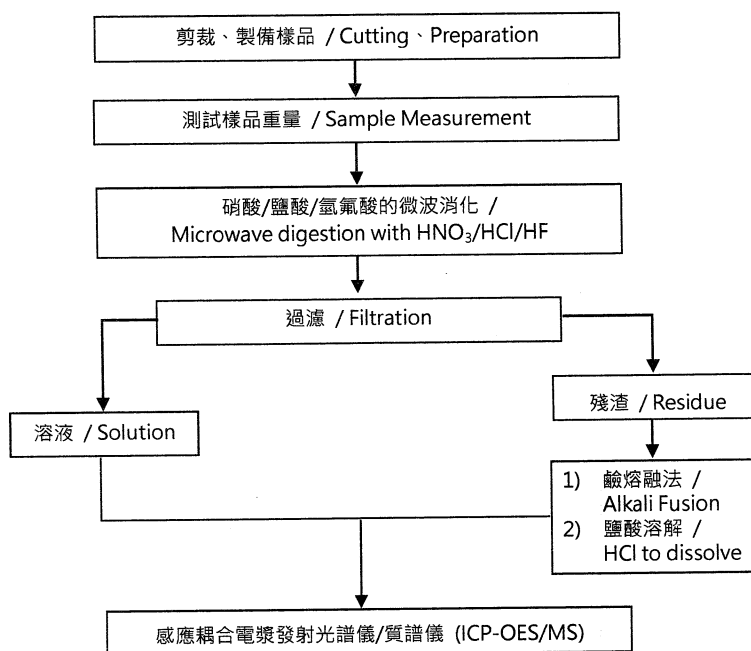 剪裁、製備樣品 / Cutting、Preparation
測試樣品重量 / Sample Measurement
硝酸/鹽酸/氫氟酸的微波消化 /
Microwave digestion with HNO₃/HCl/HF
過濾 / Filtration
溶液 / Solution
殘渣 / Residue
1) 鹼熔融法 /
Alkali Fusion
2) 鹽酸溶解 /
HCl to dissolve
感應耦合電漿發射光譜儀/質譜儀 (ICP-OES/MS)